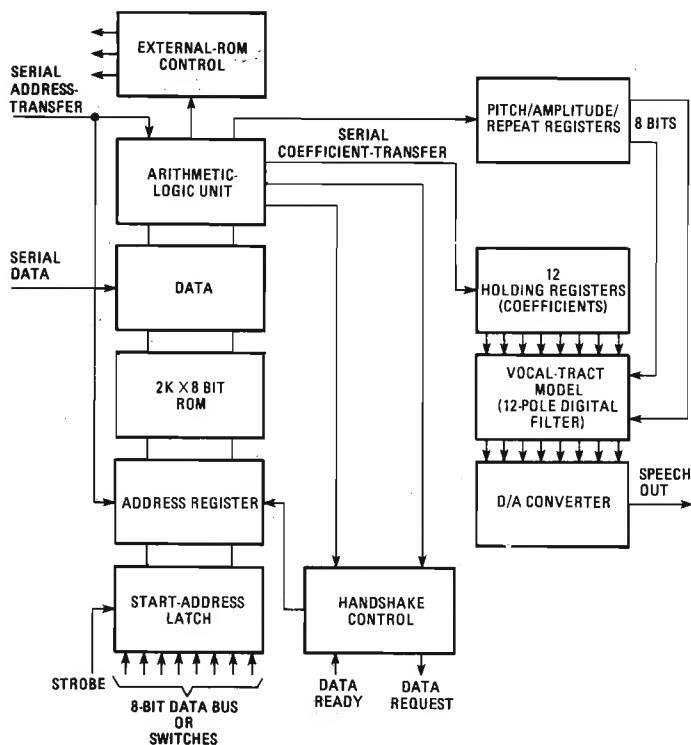 EXTERNAL-ROM
CONTROL
SERIAL
ADDRESS-
TRANSFER
PITCH/AMPLITUDE/
REPEAT REGISTERS
8 BITS
SERIAL
COEFFICIENT-TRANSFER
ARITHMETIC-
LOGIC UNIT
SERIAL
DATA
DATA
12
HOLDING REGISTERS
(COEFFICIENTS)
2K × 8 BIT
ROM
VOCAL-TRACT
MODEL
(12-POLE DIGITAL
FILTER)
ADDRESS REGISTER
D/A CONVERTER
SPEECH
OUT
START-ADDRESS
LATCH
HANDSHAKE
CONTROL
STROBE
8-BIT DATA BUS
OR
SWITCHES
DATA
READY
DATA
REQUEST